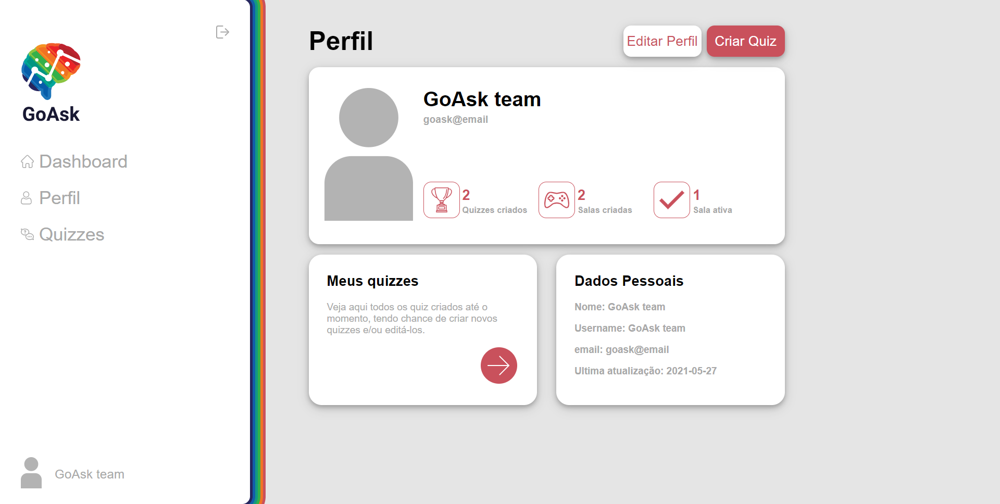 GoAsk
Dashboard
Perfil
Quizzes
GoAsk team
Perfil
Editar Perfil
Criar Quiz
GoAsk team
goask@email
2
Quizzes criados
2
Salas criadas
1
Sala ativa
Meus quizzes
Veja aqui todos os quiz criados até o
momento, tendo chance de criar novos
quizzes e/ou editá-los.
Dados Pessoais
Nome: GoAsk team
Username: GoAsk team
email: goask@email
Ultima atualização: 2021-05-27